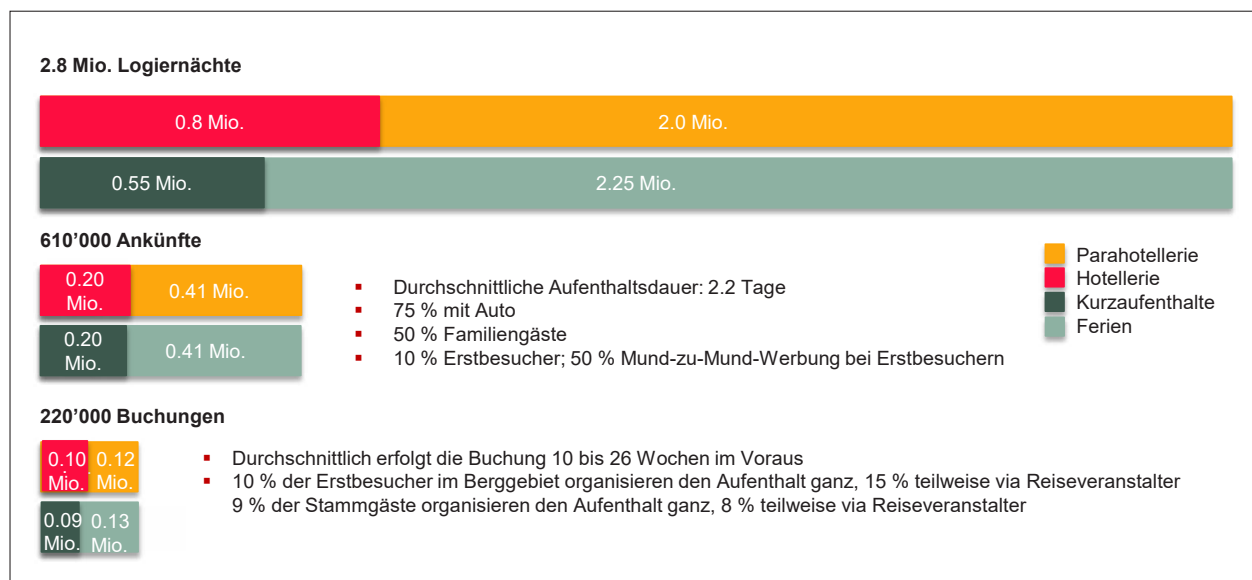 2.8 Mio. Logiernächte
0.8 Mio.
2.0 Mio.
0.55 Mio.
2.25 Mio.
610’000 Ankünfte
0.20
Mio.
0.41 Mio.
0.20
Mio.
0.41 Mio.
▪ Durchschnittliche Aufenthaltsdauer: 2.2 Tage
▪ 75 % mit Auto
▪ 50 % Familiengäste
▪ 10 % Erstbesucher; 50 % Mund-zu-Mund-Werbung bei Erstbesuchern
Parahotellerie
Hotellerie
Kurzaufenthalte
Ferien
220’000 Buchungen
0.10
Mio.
0.12
Mio.
0.09
Mio.
0.13
Mio.
▪ Durchschnittlich erfolgt die Buchung 10 bis 26 Wochen im Voraus
▪ 10 % der Erstbesucher im Berggebiet organisieren den Aufenthalt ganz, 15 % teilweise via Reiseveranstalter
9 % der Stammgäste organisieren den Aufenthalt ganz, 8 % teilweise via Reiseveranstalter